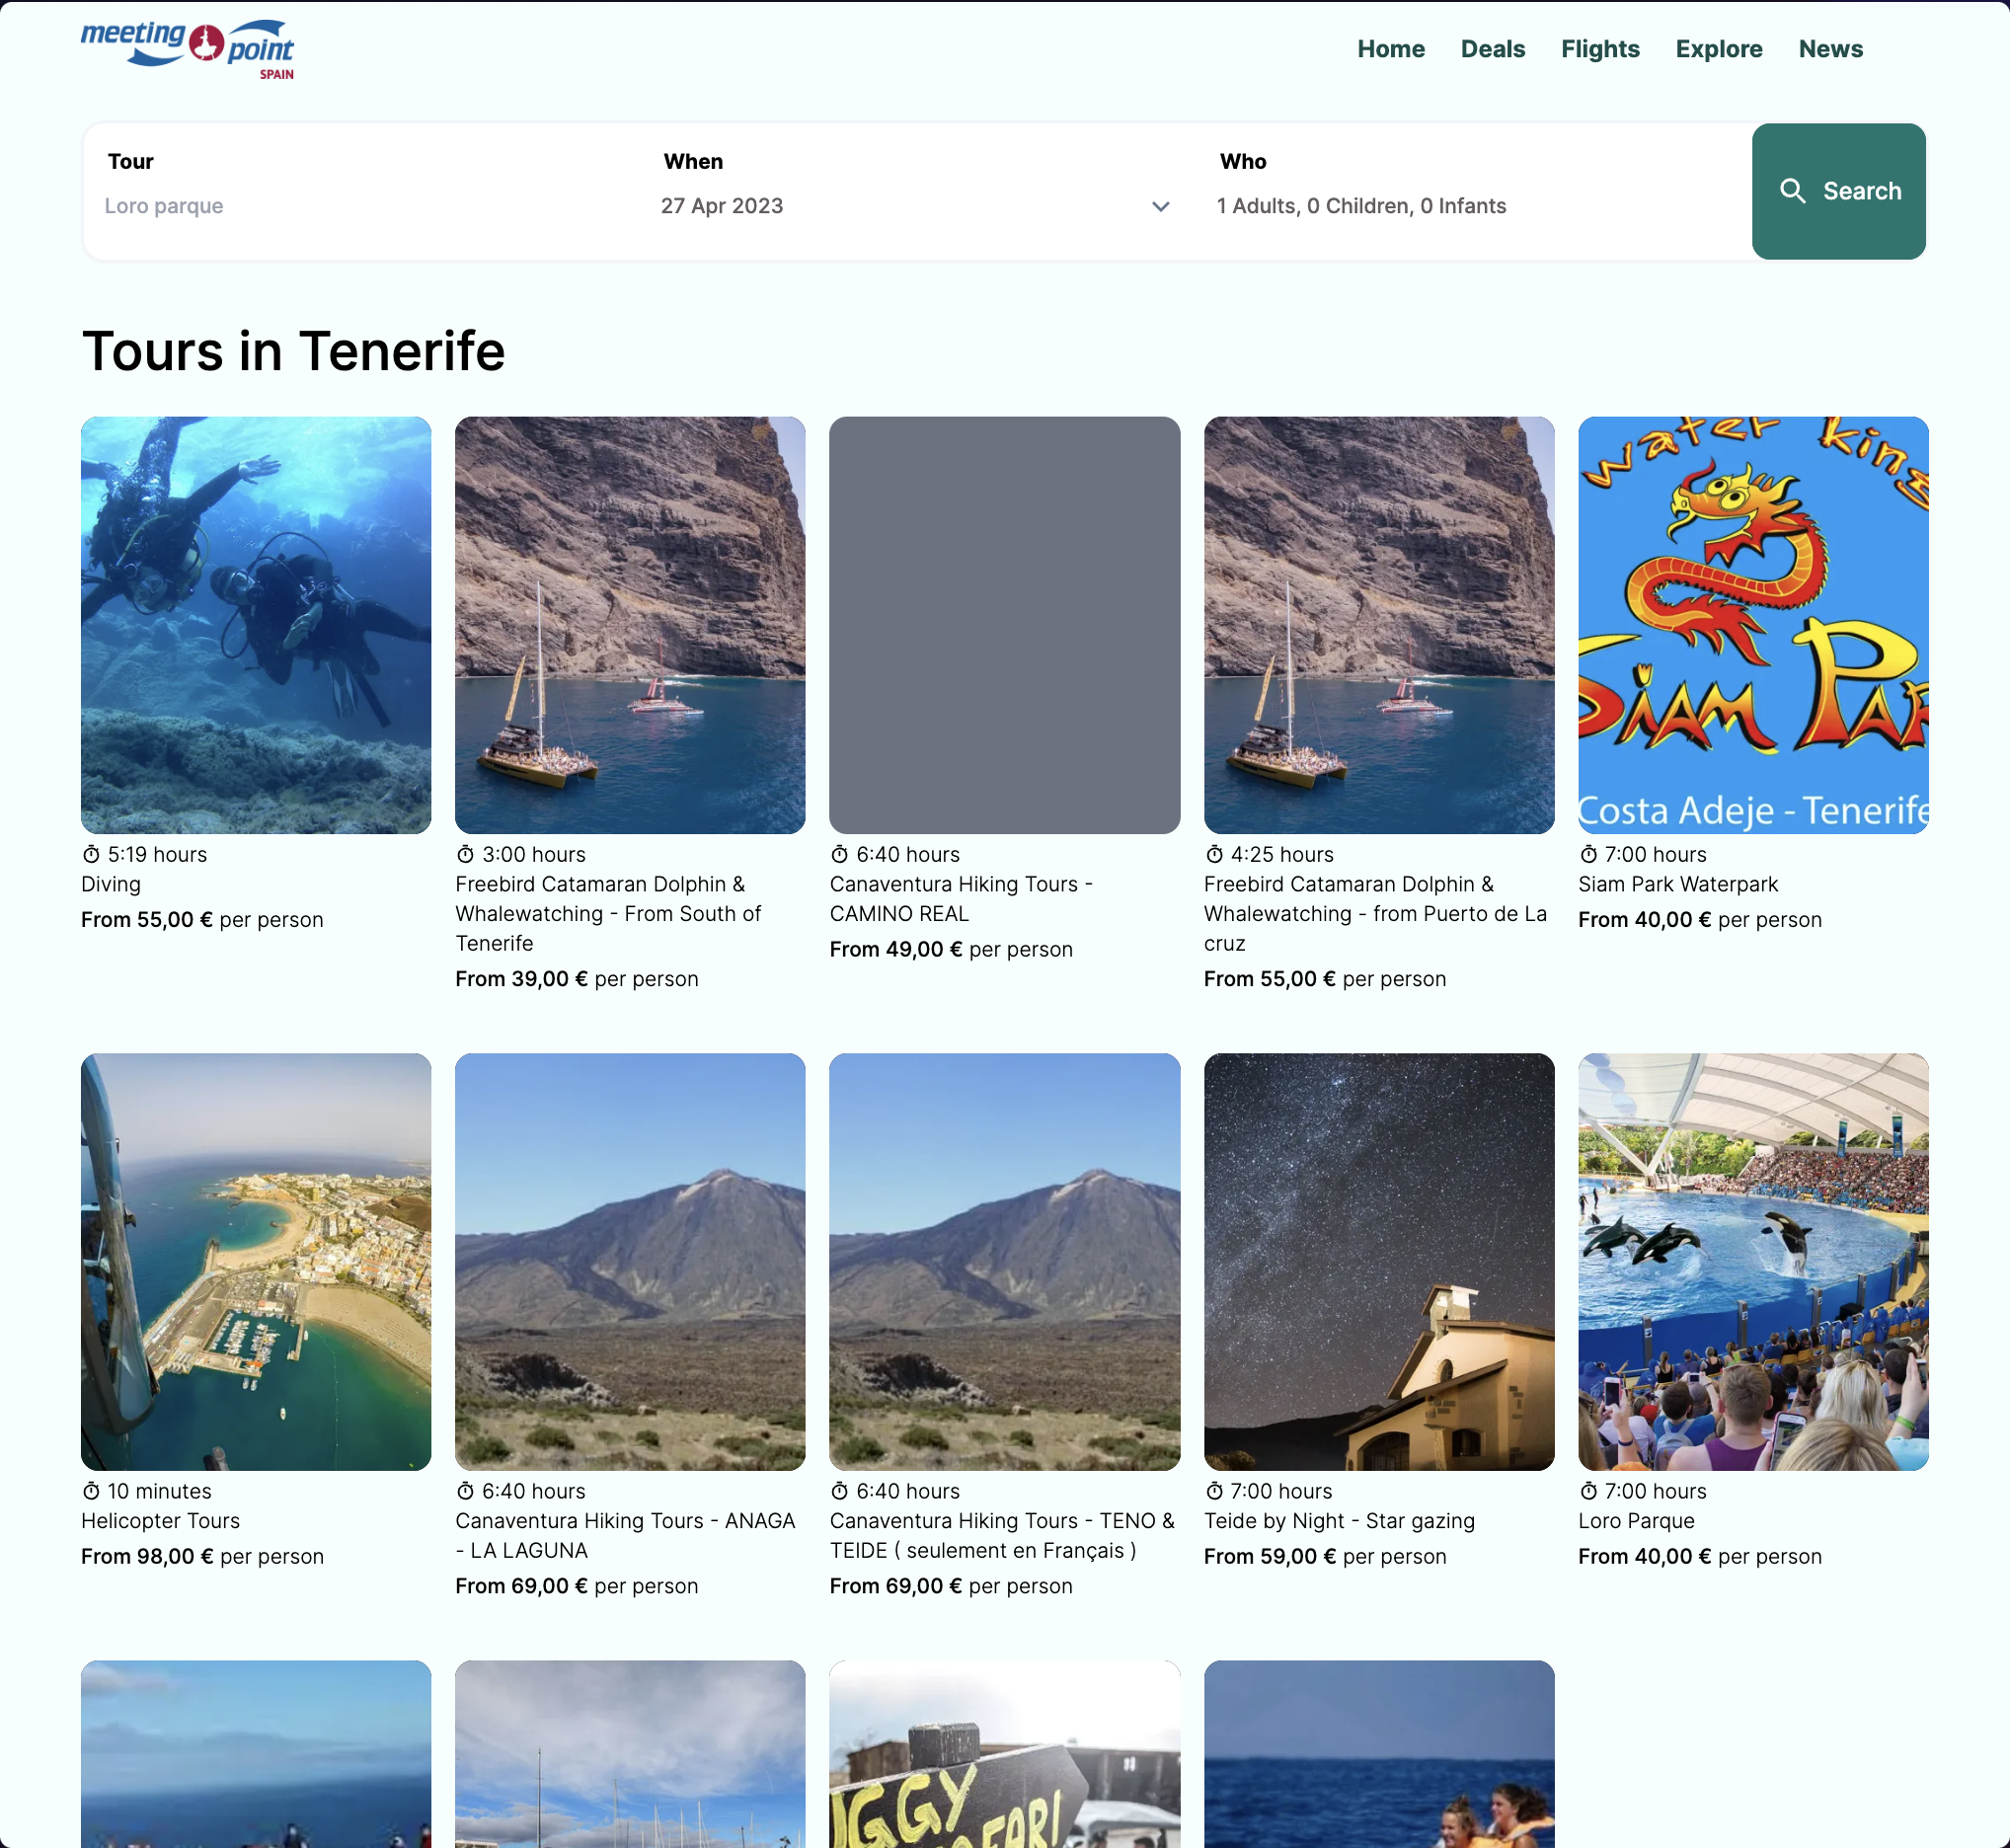 meeting point
SPAIN
Home Deals Flights Explore News
Tour
When
Who
Loro parque
27 Apr 2023
1 Adults, 0 Children, 0 Infants
Search
Tours in Tenerife
water king
Siam Par
Costa Adeje - Tenerife
5:19 hours
Diving
From 55,00 € per person
3:00 hours
Freebird Catamaran Dolphin &
Whalewatching - From South of
Tenerife
From 39,00 € per person
6:40 hours
Canaventura Hiking Tours -
CAMINO REAL
From 49,00 € per person
4:25 hours
Freebird Catamaran Dolphin &
Whalewatching - from Puerto de La
cruz
From 55,00 € per person
7:00 hours
Siam Park Waterpark
From 40,00 € per person
10 minutes
Helicopter Tours
From 98,00 € per person
6:40 hours
Canaventura Hiking Tours - ANAGA
- LA LAGUNA
From 69,00 € per person
6:40 hours
Canaventura Hiking Tours - TENO &
TEIDE ( seulement en Français )
From 69,00 € per person
7:00 hours
Teide by Night - Star gazing
From 59,00 € per person
7:00 hours
Loro Parque
From 40,00 € per person
UGGY
AFARI